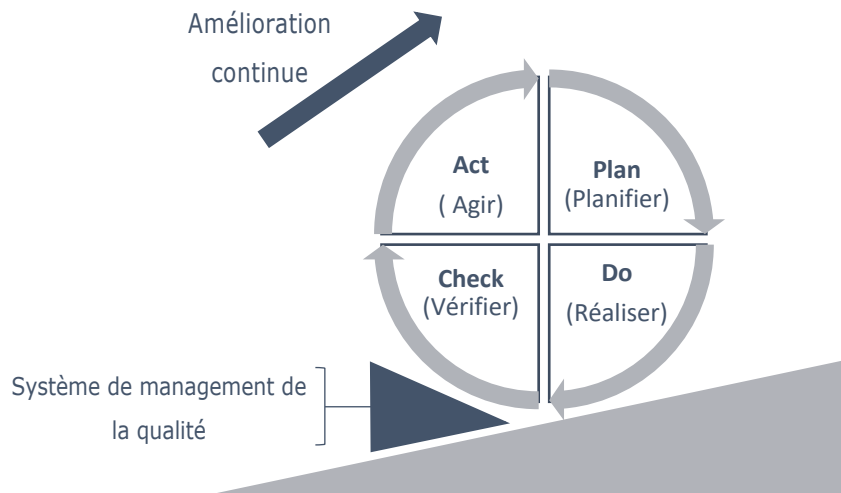 Amélioration
continue
Act
( Agir)
Plan
(Planifier)
Check
(Vérifier)
Do
(Réaliser)
Système de management de
la qualité